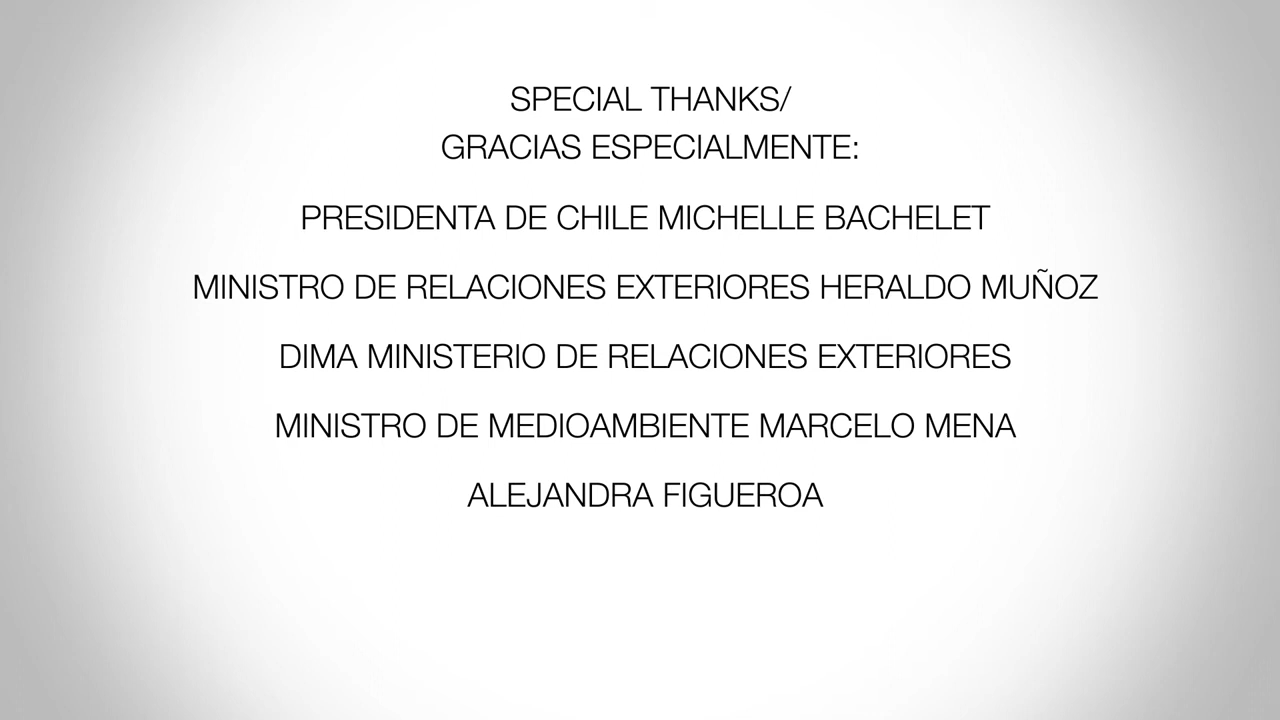 SPECIAL THANKS/
GRACIAS ESPECIALMENTE:
PRESIDENTA DE CHILE MICHELLE BACHELET
MINISTRO DE RELACIONES EXTERIORES HERALDO MUÑOZ
DIMA MINISTERIO DE RELACIONES EXTERIORES
MINISTRO DE MEDIOAMBIENTE MARCELO MENA
ALEJANDRA FIGUEROA